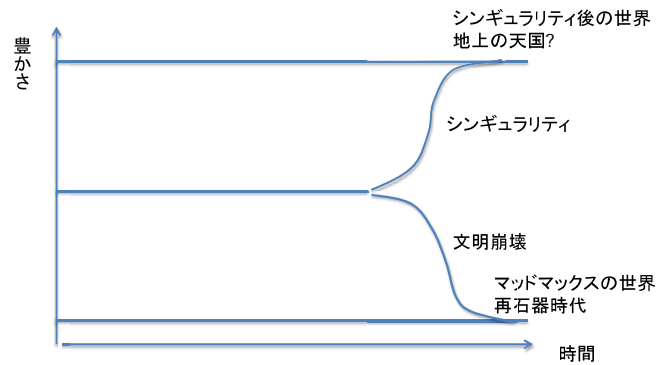 シンギュラリティ後の世界
地上の天国?
豊かさ
シンギュラリティ
文明崩壊
マッドマックスの世界
再石器時代
時間